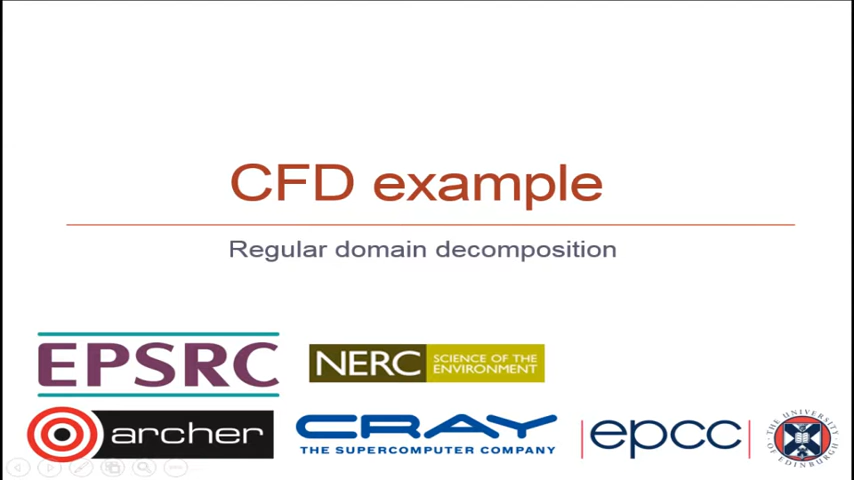 CFD example
Regular domain decomposition
EPSRC
NERC SCIENCE OF THE ENVIRONMENT
archer
CRAY
THE SUPERCOMPUTER COMPANY
epcc
THE UNIVERSITY OF EDINBURGH